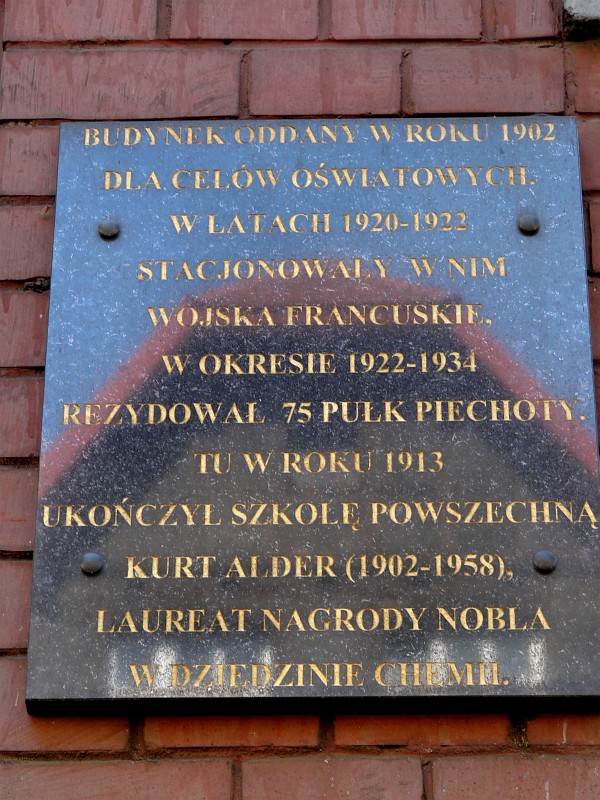 BUDYNEK ODDANY W ROKU 1902
DLA CELÓW OŚWIATOWYCH.
W LATACH 1920-1922
STACJONOWAŁY W NIM
WOJSKA FRANCUSKIE,
W OKRESIE 1922-1934
REZYDOWAŁ 75 PUŁK PIECHOTY.
TU W ROKU 1913
UKOŃCZYŁ SZKOŁĘ POWSZECHNĄ
KURT ALDER (1902-1958),
LAUREAT NAGRODY NOBLA
W DZIEDZINIE CHEMII.